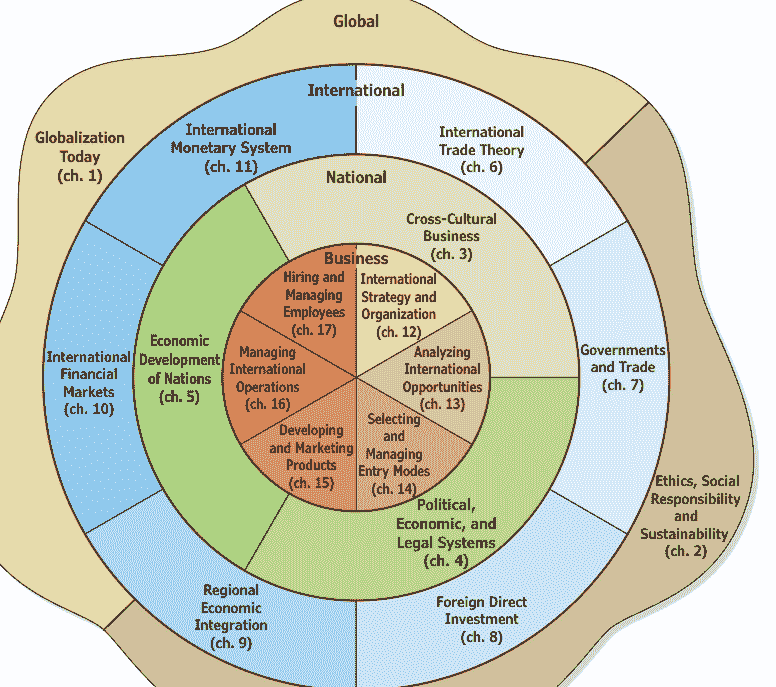 Global
Globalization
Today
(ch. 1)
International
International
Monetary System
(ch. 11)
International
Trade Theory
(ch. 6)
National
Cross-Cultural
Business
(ch. 3)
Business
Hiring and
Managing
Employees
(ch. 17)
International
Strategy and
Organization
(ch. 12)
Economic
Development
of Nations
(ch. 5)
Managing
International
Operations
(ch. 16)
Analyzing
International
Opportunities
(ch. 13)
Governments
and Trade
(ch. 7)
International
Financial
Markets
(ch. 10)
Developing
and Marketing
Products
(ch. 15)
Selecting
and
Managing
Entry Modes
(ch. 14)
Political,
Economic, and
Legal Systems
(ch. 4)
Ethics, Social
Responsibility
and
Sustainability
(ch. 2)
Regional
Economic
Integration
(ch. 9)
Foreign Direct
Investment
(ch. 8)